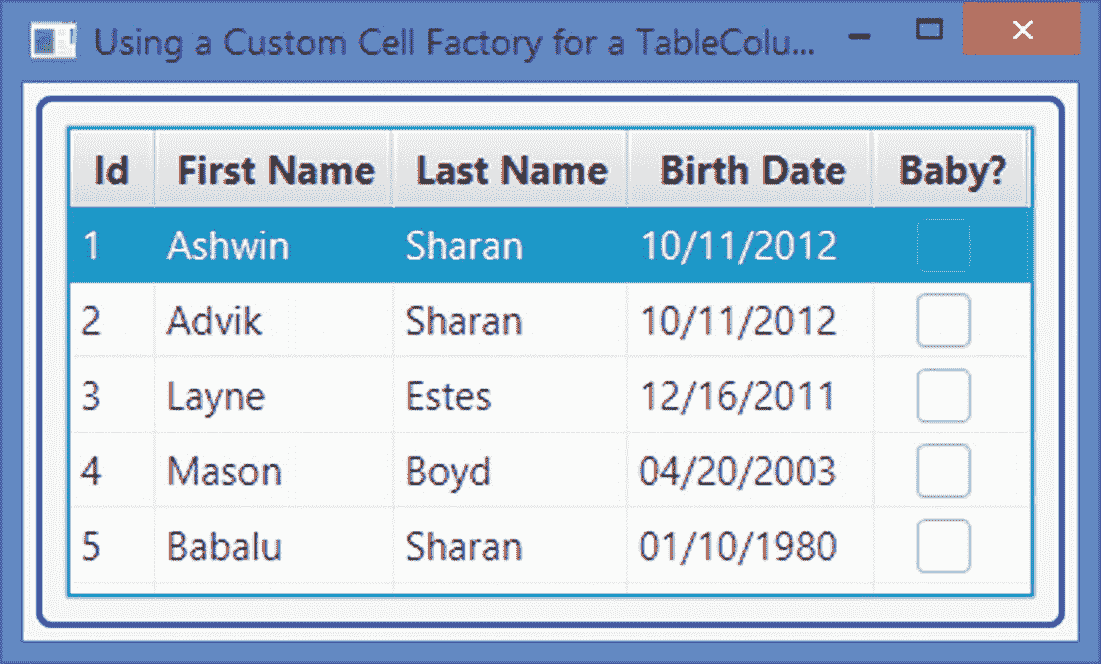 Using a Custom Cell Factory for a TableColu...
Id First Name Last Name Birth Date Baby?
1 Ashwin Sharan 10/11/2012
2 Advik Sharan 10/11/2012
3 Layne Estes 12/16/2011
4 Mason Boyd 04/20/2003
5 Babalu Sharan 01/10/1980